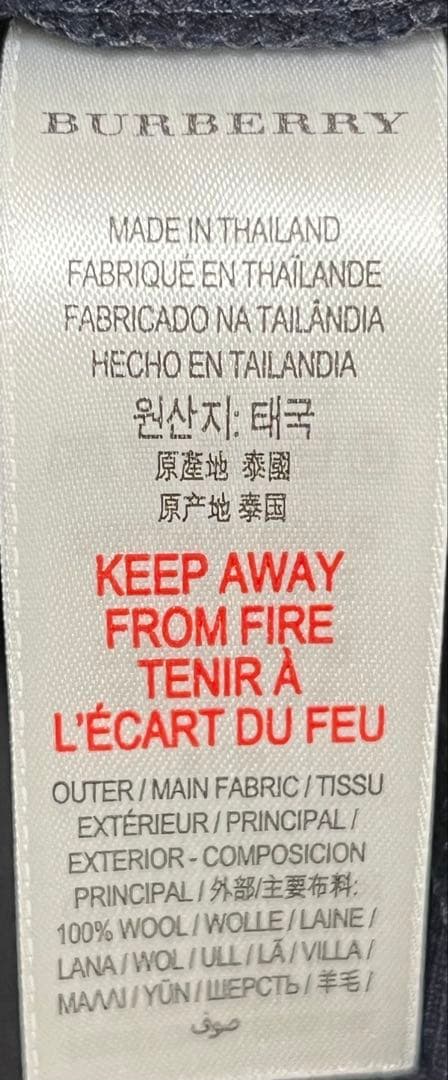 BURBERRY
MADE IN THAILAND
FABRIQUÉ EN THAÏLANDE
FABRICADO NA TAILÂNDIA
HECHO EN TAILANDIA
원산지: 태국
原產地 泰國
原产地 泰国
KEEP AWAY
FROM FIRE
TENIR À
L'ÉCART DU FEU
OUTER / MAIN FABRIC / TISSU
EXTÉRIEUR / PRINCIPAL /
EXTERIOR - COMPOSICION
PRINCIPAL / 外部/主要布料:
100% WOOL / WOLLE / LAINE /
LANA / WOL / ULL / LÃ / VILLA /
ΜΑΛΛΙ / YÜN / ШЕРСТЬ / 羊毛 /
صوف